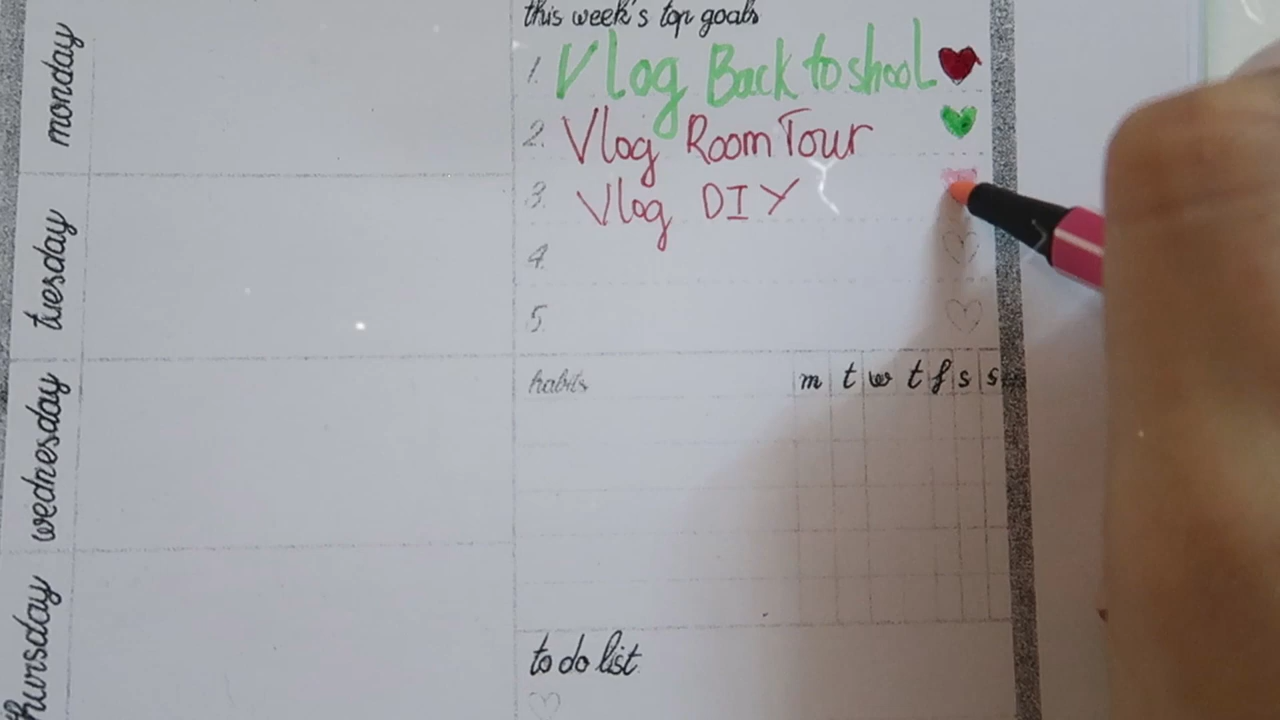 this week's top goals
1. Vlog Back to shool
2. Vlog Room Tour
3. Vlog DIY
4.
5.
habits m t w t f s s
to do list
monday
tuesday
wednesday
thursday